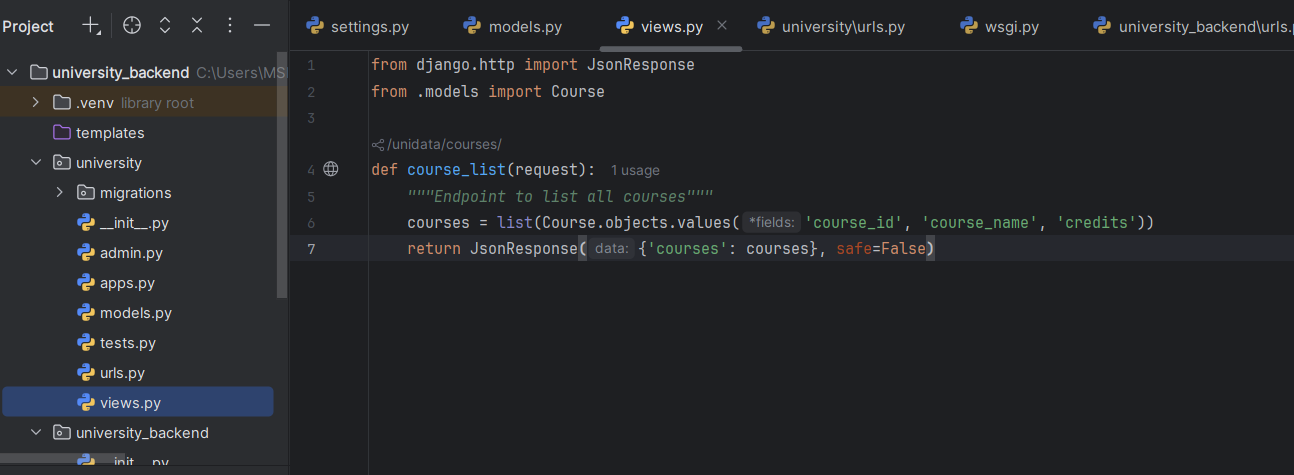 Project
settings.py
models.py
views.py
university\urls.py
wsgi.py
university_backend\urls.
university_backend C:\Users\MS
.venv library root
templates
university
migrations
__init__.py
admin.py
apps.py
models.py
tests.py
urls.py
views.py
university_backend
__init__.py
1 from django.http import JsonResponse
2 from .models import Course
3
/unidata/courses/
4 def course_list(request): 1 usage
5 """Endpoint to list all courses"""
6 courses = list(Course.objects.values( *fields: 'course_id', 'course_name', 'credits'))
7 return JsonResponse( data: {'courses': courses}, safe=False)